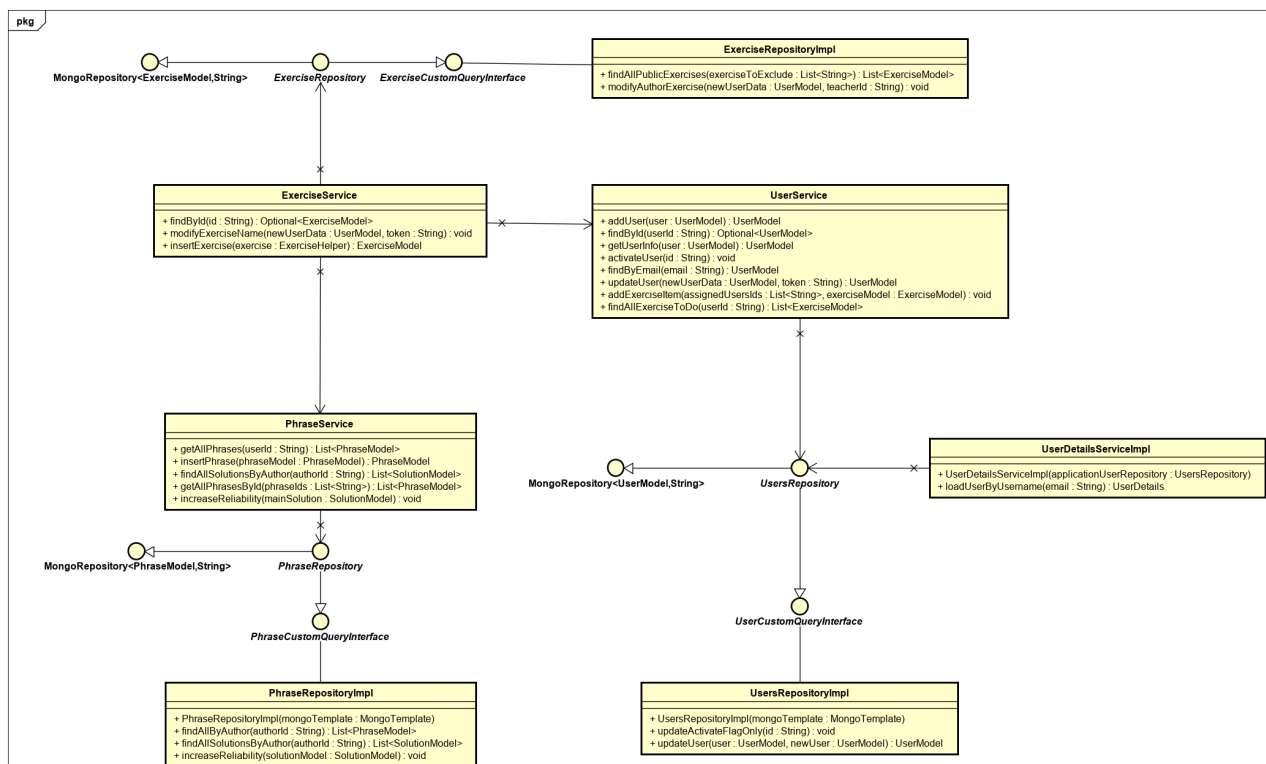 pkg
MongoRepository<ExerciseModel,String>
ExerciseRepository
ExerciseCustomQueryInterface
ExerciseRepositoryImpl
+ findAllPublicExercises(exerciseToExclude : List<String>) : List<ExerciseModel>
+ modifyAuthorExercise(newUserData : UserModel, teacherId : String) : void
ExerciseService
+ findById(id : String) : Optional<ExerciseModel>
+ modifyExerciseName(newUserData : UserModel, token : String) : void
+ insertExercise(exercise : ExerciseHelper) : ExerciseModel
UserService
+ addUser(user : UserModel) : UserModel
+ findById(userId : String) : Optional<UserModel>
+ getUserInfo(user : UserModel) : UserModel
+ activateUser(id : String) : void
+ findByEmail(email : String) : UserModel
+ updateUser(newUserData : UserModel, token : String) : UserModel
+ addExerciseItem(assignedUsersIds : List<String>, exerciseModel : ExerciseModel) : void
+ findAllExerciseToDo(userId : String) : List<ExerciseModel>
PhraseService
+ getAllPhrases(userId : String) : List<PhraseModel>
+ insertPhrase(phraseModel : PhraseModel) : PhraseModel
+ findAllSolutionsByAuthor(authorId : String) : List<SolutionModel>
+ getAllPhrasesById(phraseIds : List<String>) : List<PhraseModel>
+ increaseReliability(mainSolution : SolutionModel) : void
MongoRepository<UserModel,String>
UsersRepository
UserDetailsServiceImpl
+ UserDetailsServiceImpl(applicationUserRepository : UsersRepository)
+ loadUserByUsername(email : String) : UserDetails
MongoRepository<PhraseModel,String>
PhraseRepository
PhraseCustomQueryInterface
UserCustomQueryInterface
PhraseRepositoryImpl
+ PhraseRepositoryImpl(mongoTemplate : MongoTemplate)
+ findAllByAuthor(authorId : String) : List<PhraseModel>
+ findAllSolutionsByAuthor(authorId : String) : List<SolutionModel>
+ increaseReliability(solutionModel : SolutionModel) : void
UsersRepositoryImpl
+ UsersRepositoryImpl(mongoTemplate : MongoTemplate)
+ updateActivateFlagOnly(id : String) : void
+ updateUser(user : UserModel, newUser : UserModel) : UserModel